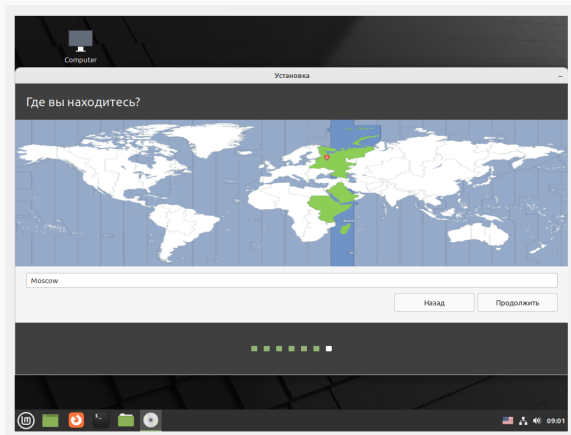 Computer
Установка
Где вы находитесь?
Moscow
Назад
Продолжить
09:01